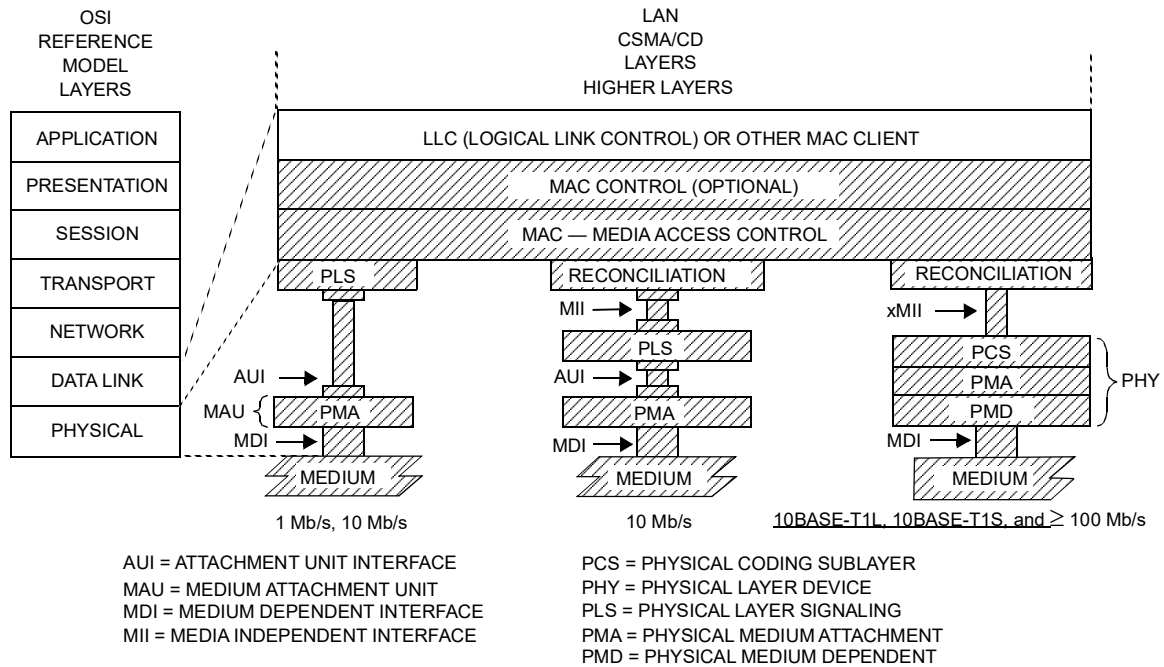 OSI
REFERENCE
MODEL
LAYERS
LAN
CSMA/CD
LAYERS
HIGHER LAYERS
APPLICATION
PRESENTATION
SESSION
TRANSPORT
NETWORK
DATA LINK
PHYSICAL
LLC (LOGICAL LINK CONTROL) OR OTHER MAC CLIENT
MAC CONTROL (OPTIONAL)
MAC — MEDIA ACCESS CONTROL
PLS
AUI
MAU
PMA
MDI
MEDIUM
1 Mb/s, 10 Mb/s
RECONCILIATION
MII
PLS
AUI
PMA
MDI
MEDIUM
10 Mb/s
RECONCILIATION
xMII
PCS
PMA
PMD
PHY
MDI
MEDIUM
10BASE-T1L, 10BASE-T1S, and ≥ 100 Mb/s
AUI = ATTACHMENT UNIT INTERFACE
MAU = MEDIUM ATTACHMENT UNIT
MDI = MEDIUM DEPENDENT INTERFACE
MII = MEDIA INDEPENDENT INTERFACE
PCS = PHYSICAL CODING SUBLAYER
PHY = PHYSICAL LAYER DEVICE
PLS = PHYSICAL LAYER SIGNALING
PMA = PHYSICAL MEDIUM ATTACHMENT
PMD = PHYSICAL MEDIUM DEPENDENT